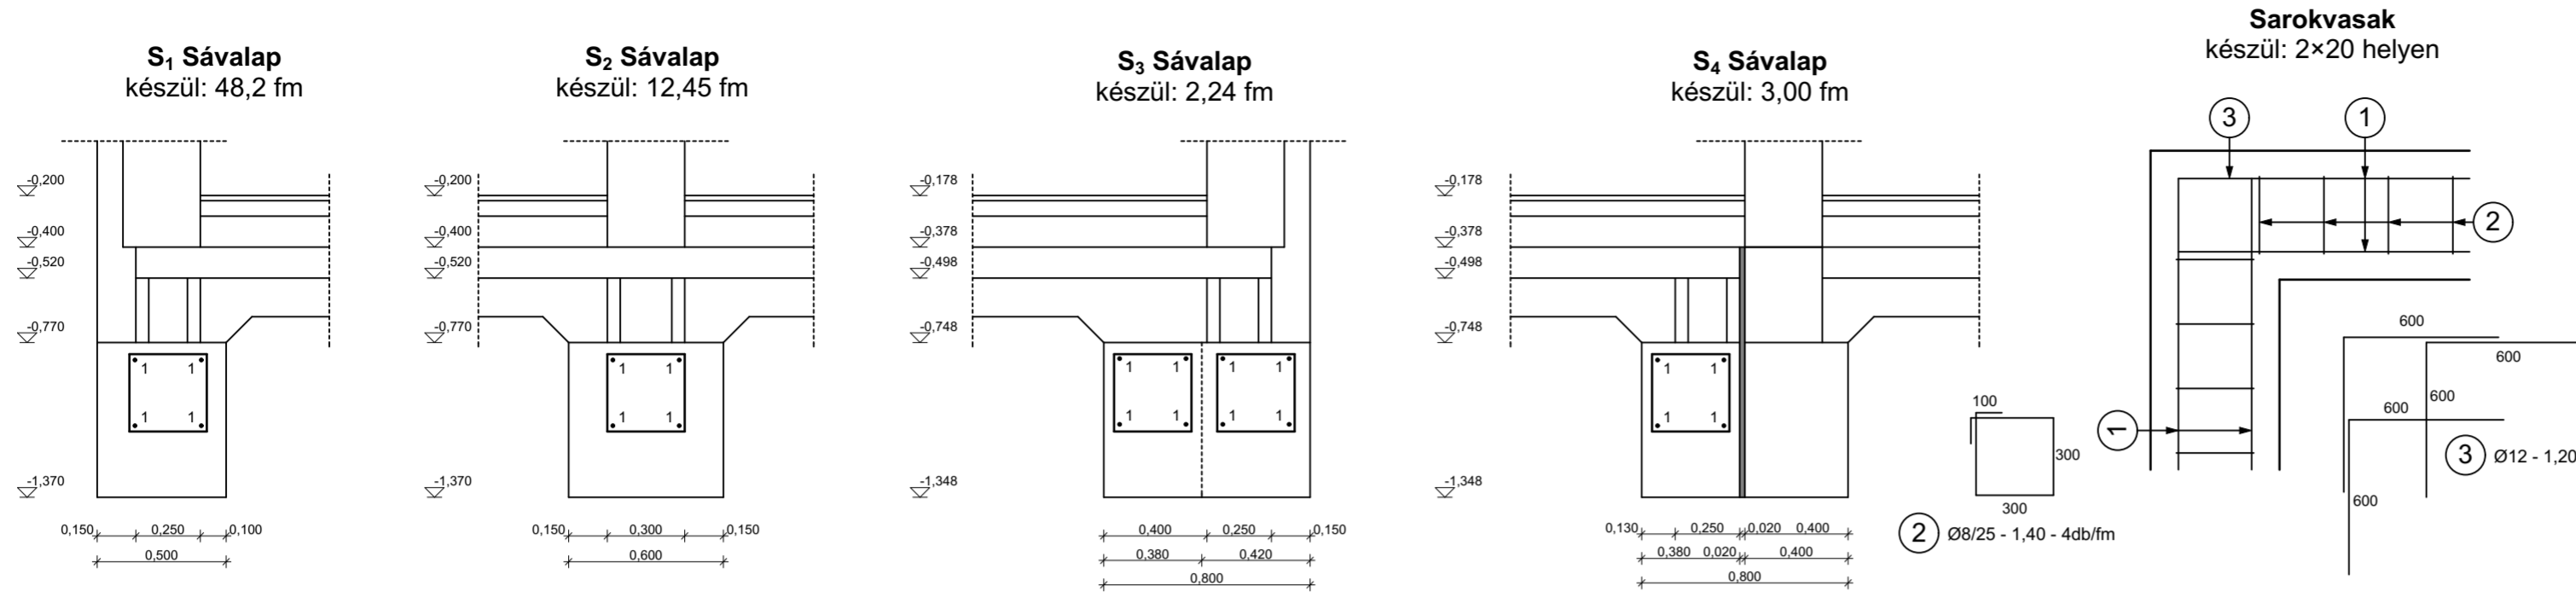 S₁ Sávalap
készül: 48,2 fm
-0,200
-0,400
-0,520
-0,770
-1,370
1 1
1 1
0,150 0,250 0,100
0,500
S₂ Sávalap
készül: 12,45 fm
-0,200
-0,400
-0,520
-0,770
-1,370
1 1
1 1
0,150 0,300 0,150
0,600
S₃ Sávalap
készül: 2,24 fm
-0,178
-0,378
-0,498
-0,748
-1,348
1 1 1 1
1 1 1 1
0,400 0,250 0,150
0,380 0,420
0,800
S₄ Sávalap
készül: 3,00 fm
-0,178
-0,378
-0,498
-0,748
-1,348
1 1
1 1
0,130 0,250 0,020 0,400
0,380 0,020 0,400
0,800
100
300
300
2 Ø8/25 - 1,40 - 4db/fm
Sarokvasak
készül: 2×20 helyen
3 1
2
1
600
600
600
600
600
3 Ø12 - 1,20